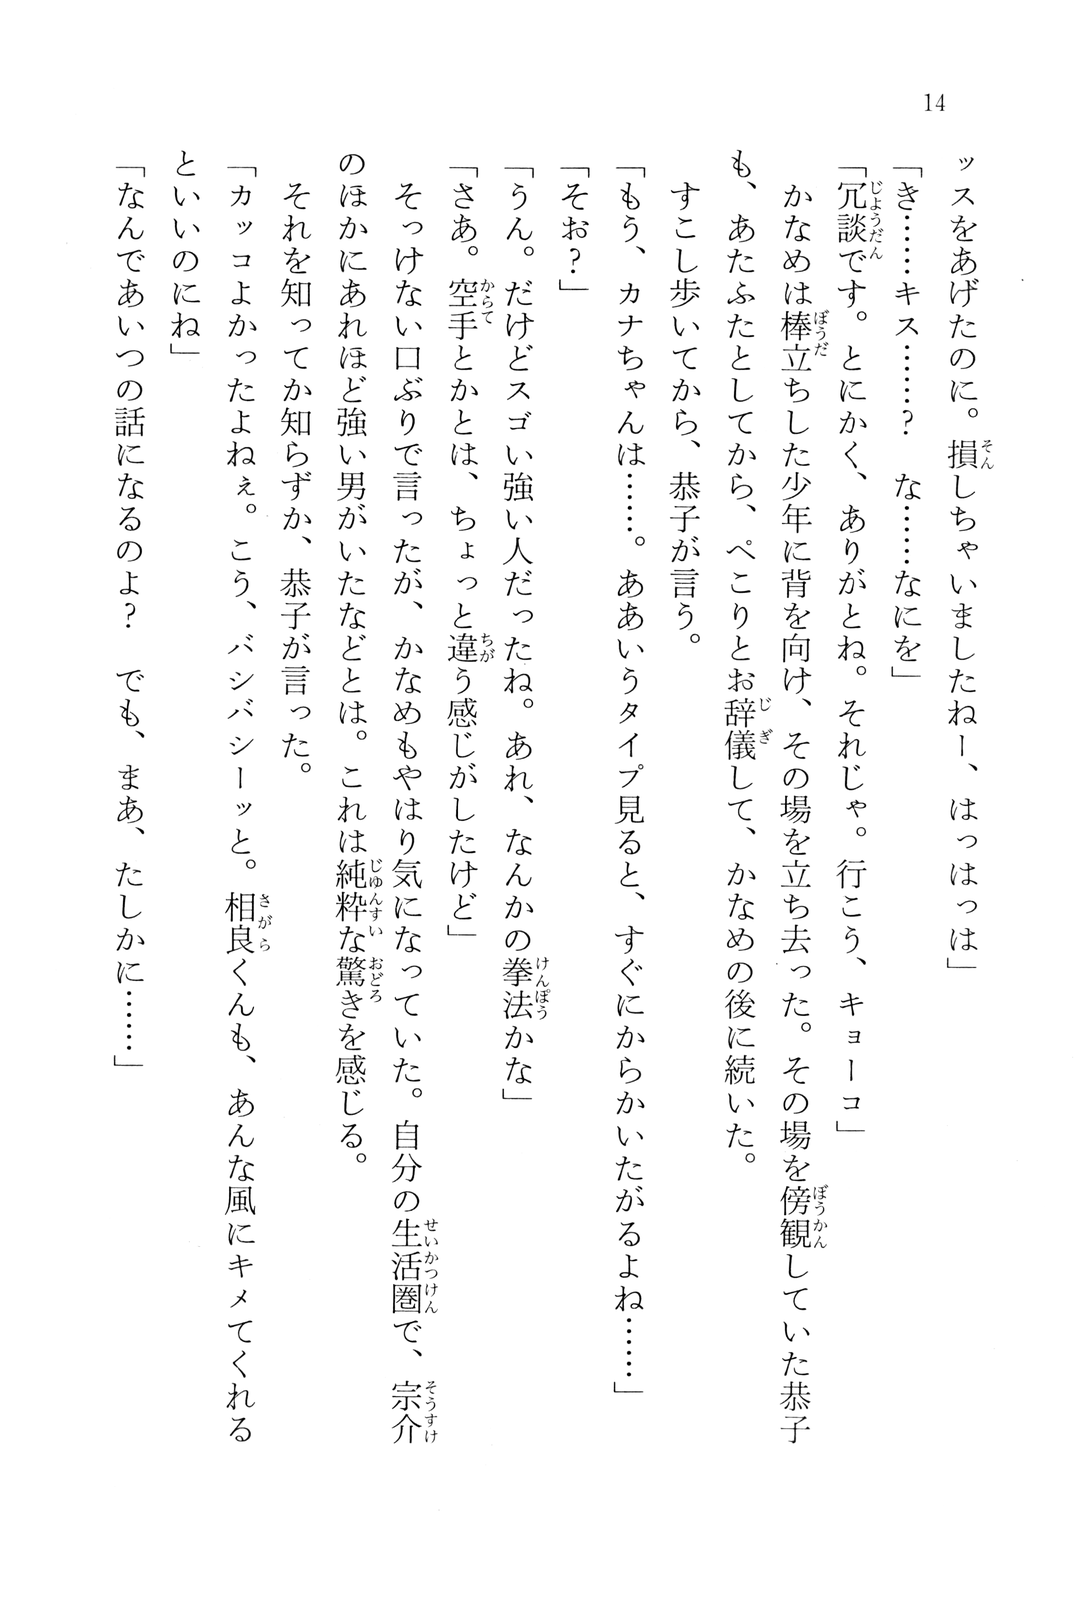 14
ッスをあげたのに。損しちゃいましたねー、はっはっは」
「き……キス……？　な……なにを」
「冗談です。とにかく、ありがとね。それじゃ。行こう、キョーコ」
　かなめは棒立ちした少年に背を向け、その場を立ち去った。その場を傍観していた恭子
も、あたふたとしてから、ぺこりとお辞儀して、かなめの後に続いた。
　すこし歩いてから、恭子が言う。
「もう、カナちゃんは……。ああいうタイプ見ると、すぐにからかいたがるよね……」
「そお？」
「うん。だけどスゴい強い人だったね。あれ、なんかの拳法かな」
「さあ。空手とかとは、ちょっと違う感じがしたけど」
　そっけない口ぶりで言ったが、かなめもやはり気になっていた。自分の生活圏で、宗介
のほかにあれほど強い男がいたなどとは。これは純粋な驚きを感じる。
　それを知ってか知らずか、恭子が言った。
「カッコよかったよねぇ。こう、バシバシーッと。相良くんも、あんな風にキメてくれる
といいのにね」
「なんであいつの話になるのよ？　でも、まあ、たしかに……」